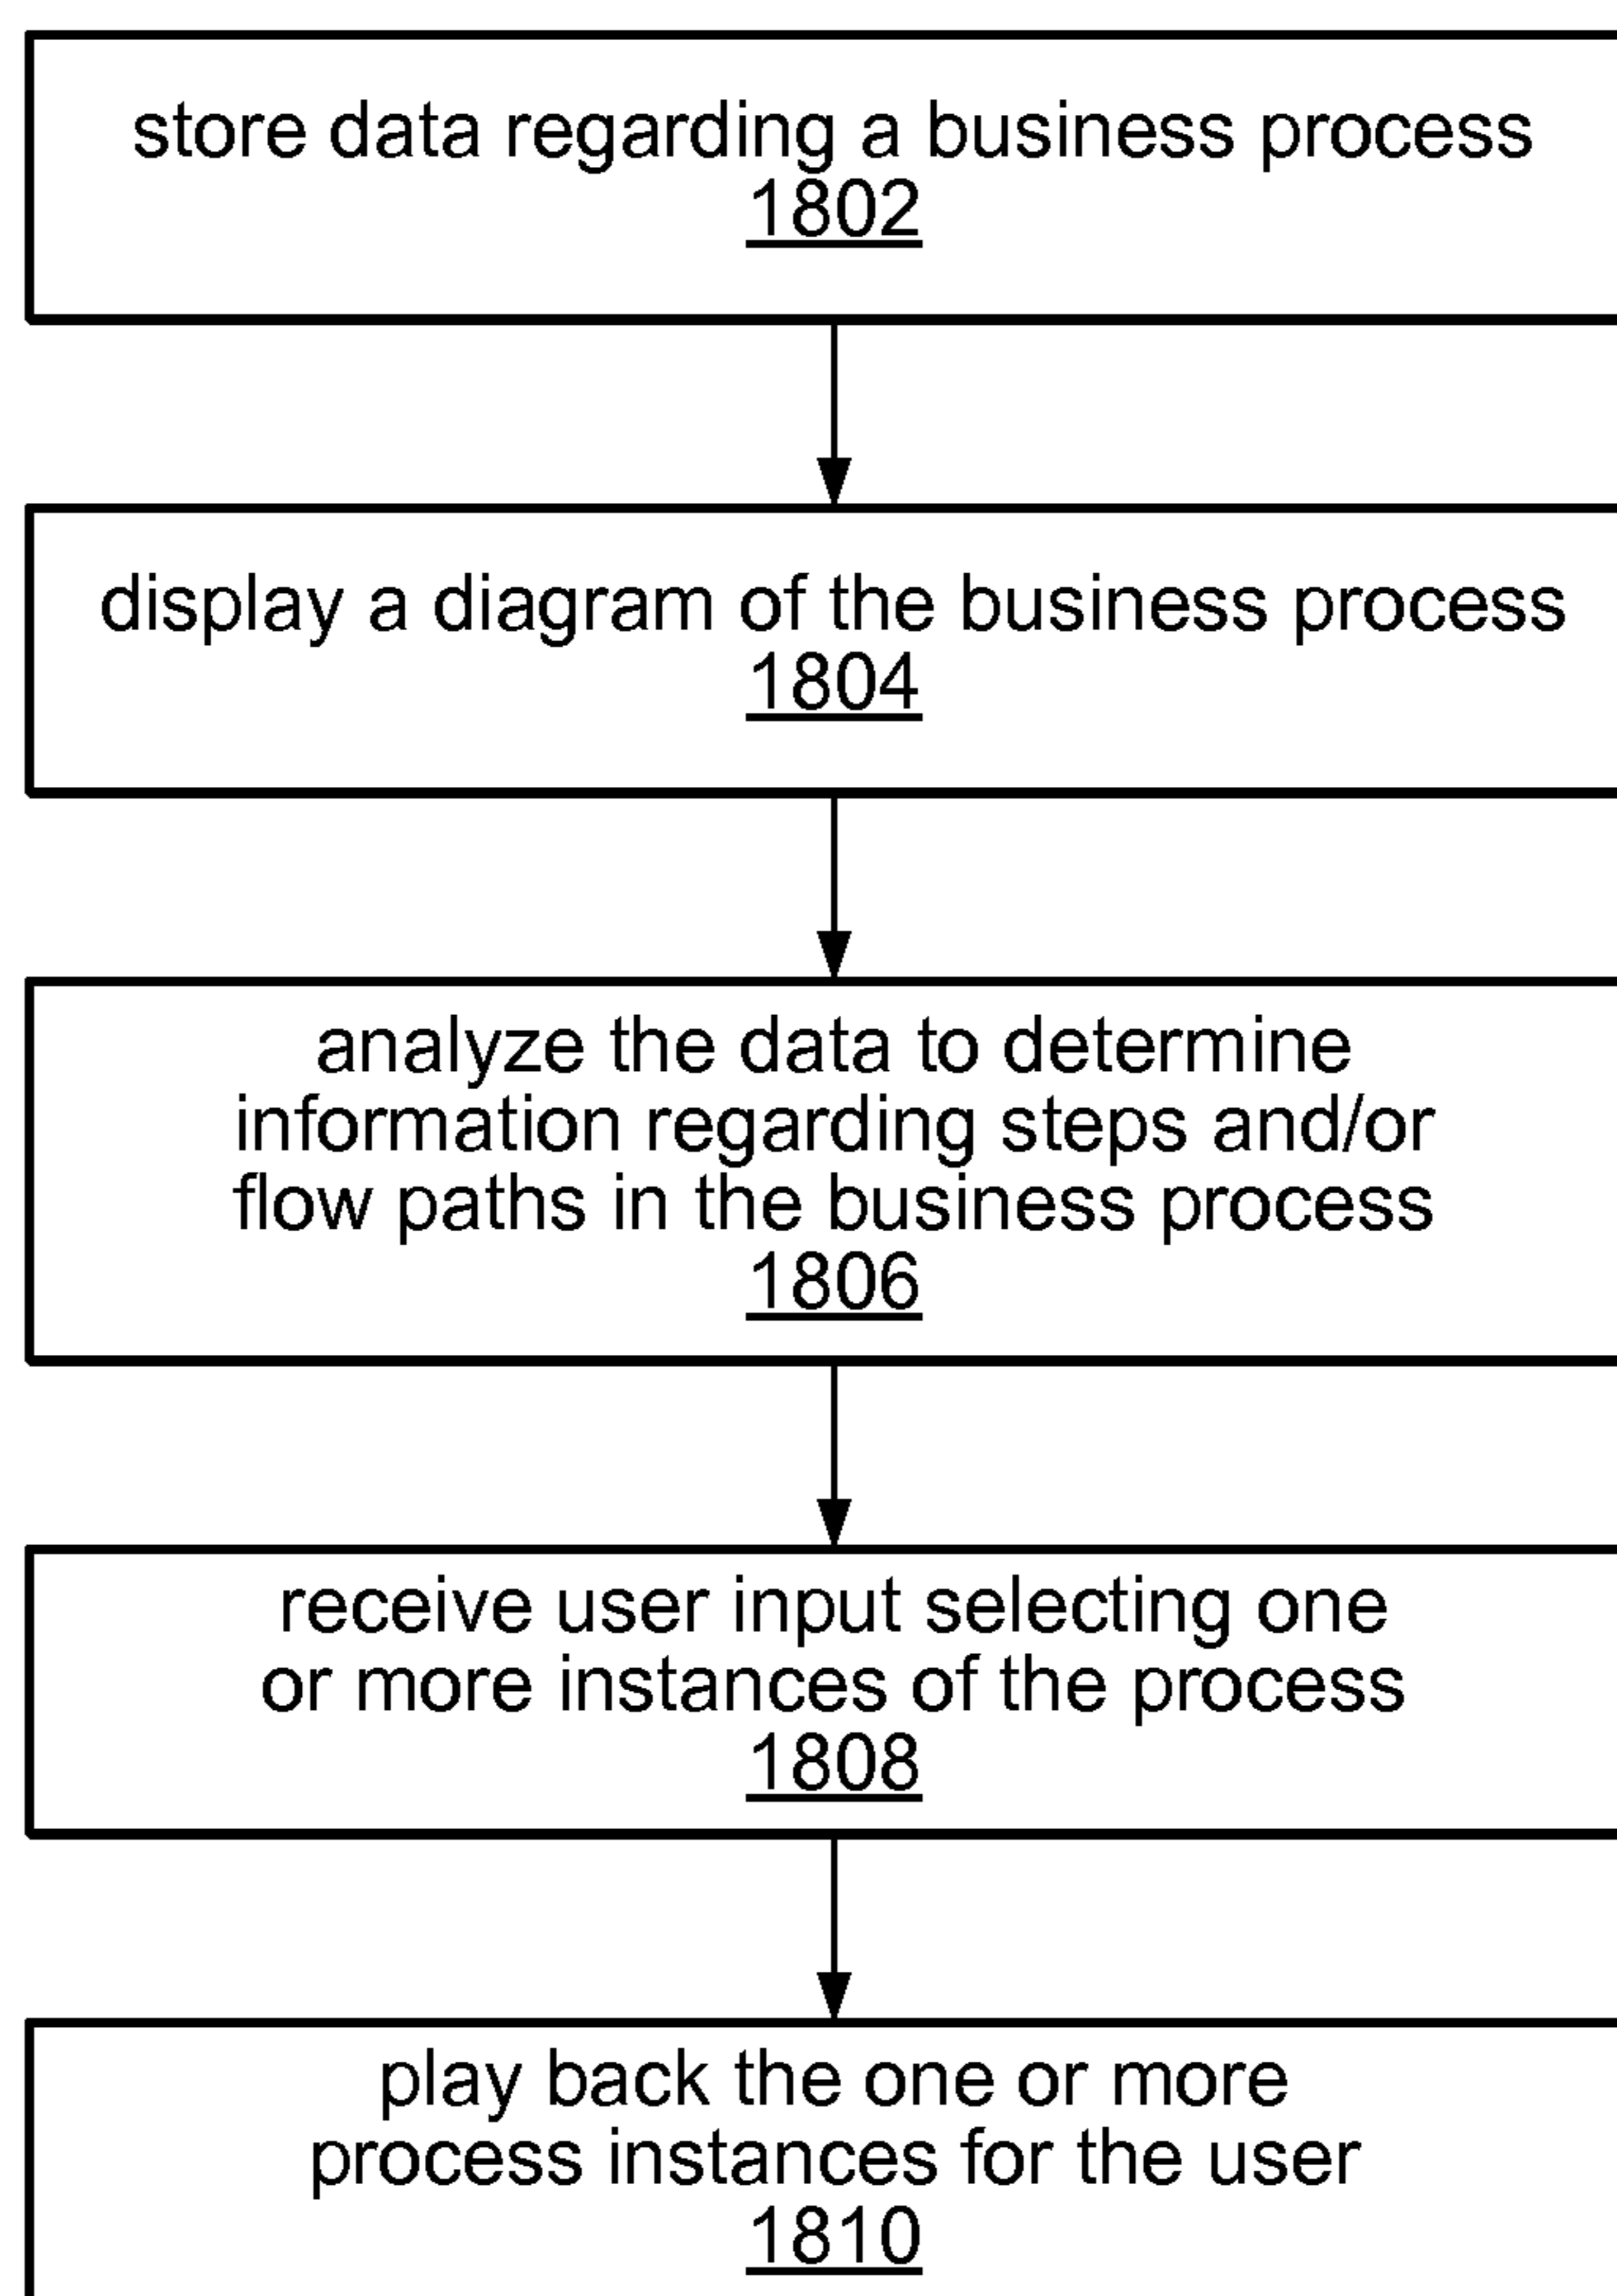 store data regarding a business process
1802
display a diagram of the business process
1804
analyze the data to determine
information regarding steps and/or
flow paths in the business process
1806
receive user input selecting one
or more instances of the process
1808
play back the one or more
process instances for the user
1810